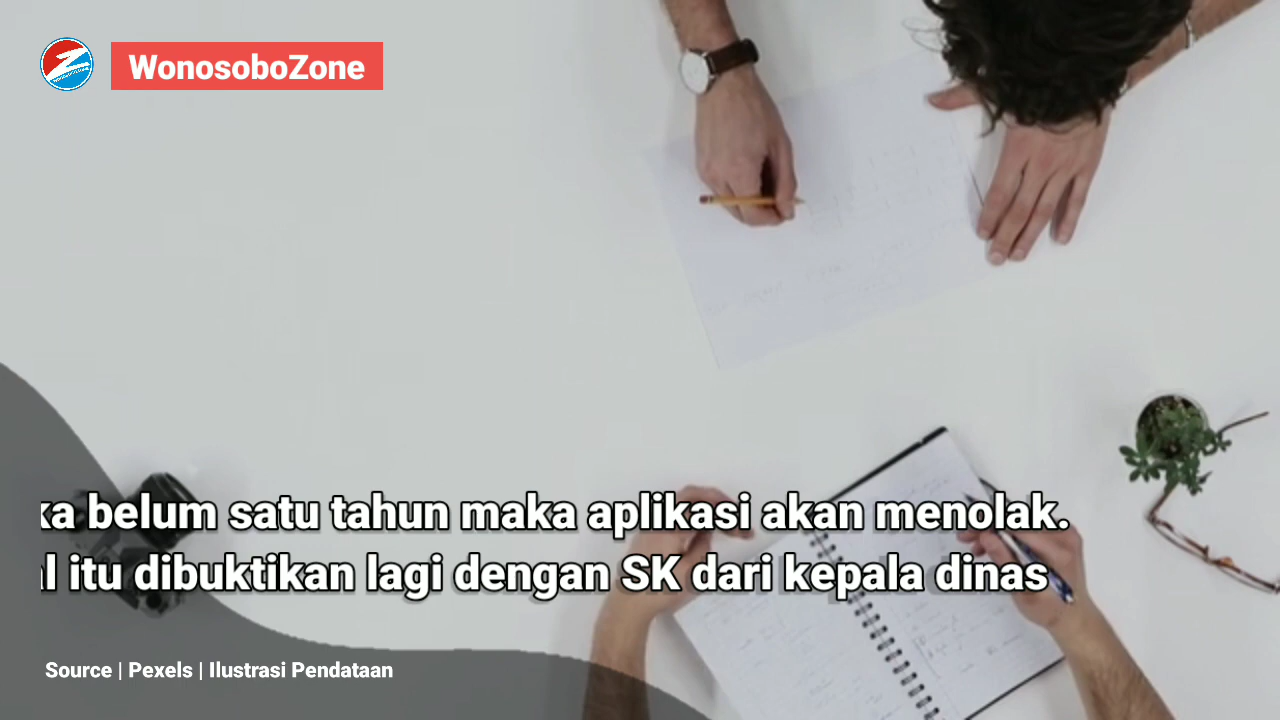 WonosoboZone
belum satu tahun maka aplikasi akan menolak.
itu dibuktikan lagi dengan SK dari kepala dinas
Source | Pexels | Ilustrasi Pendataan